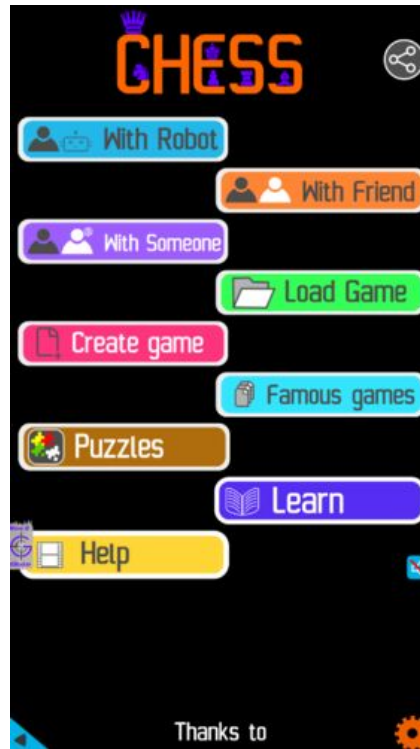 CHESS
With Robot
With Friend
With Someone
Load Game
Create game
Famous games
Puzzles
Learn
Help
Thanks to